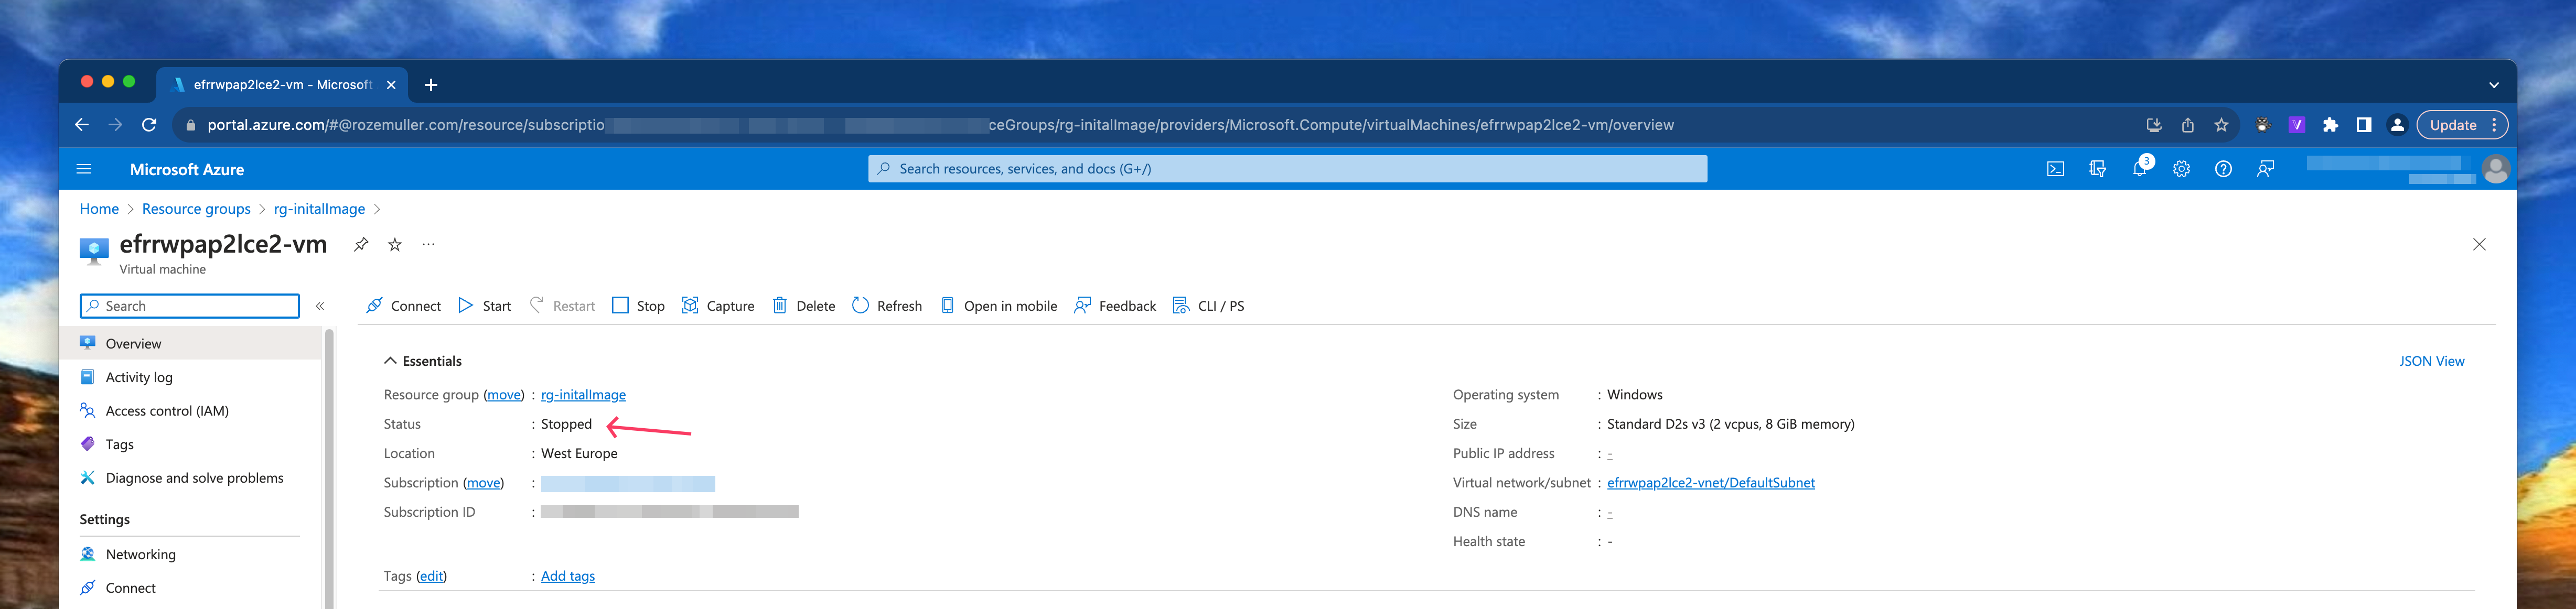 efrrwpap2lce2-vm - Microsoft
portal.azure.com/#@rozemuller.com/resource/subscriptio ceGroups/rg-initalImage/providers/Microsoft.Compute/virtualMachines/efrrwpap2lce2-vm/overview
Update
Microsoft Azure
Search resources, services, and docs (G+/)
3
Home > Resource groups > rg-initalImage >
efrrwpap2lce2-vm
Virtual machine
Search
Connect Start Restart Stop Capture Delete Refresh Open in mobile Feedback CLI / PS
Overview
Activity log
Access control (IAM)
Tags
Diagnose and solve problems
Settings
Networking
Connect
Essentials
JSON View
Resource group (move) : rg-initalImage
Status : Stopped
Location : West Europe
Subscription (move) :
Subscription ID :
Operating system : Windows
Size : Standard D2s v3 (2 vcpus, 8 GiB memory)
Public IP address : -
Virtual network/subnet : efrrwpap2lce2-vnet/DefaultSubnet
DNS name : -
Health state : -
Tags (edit) : Add tags